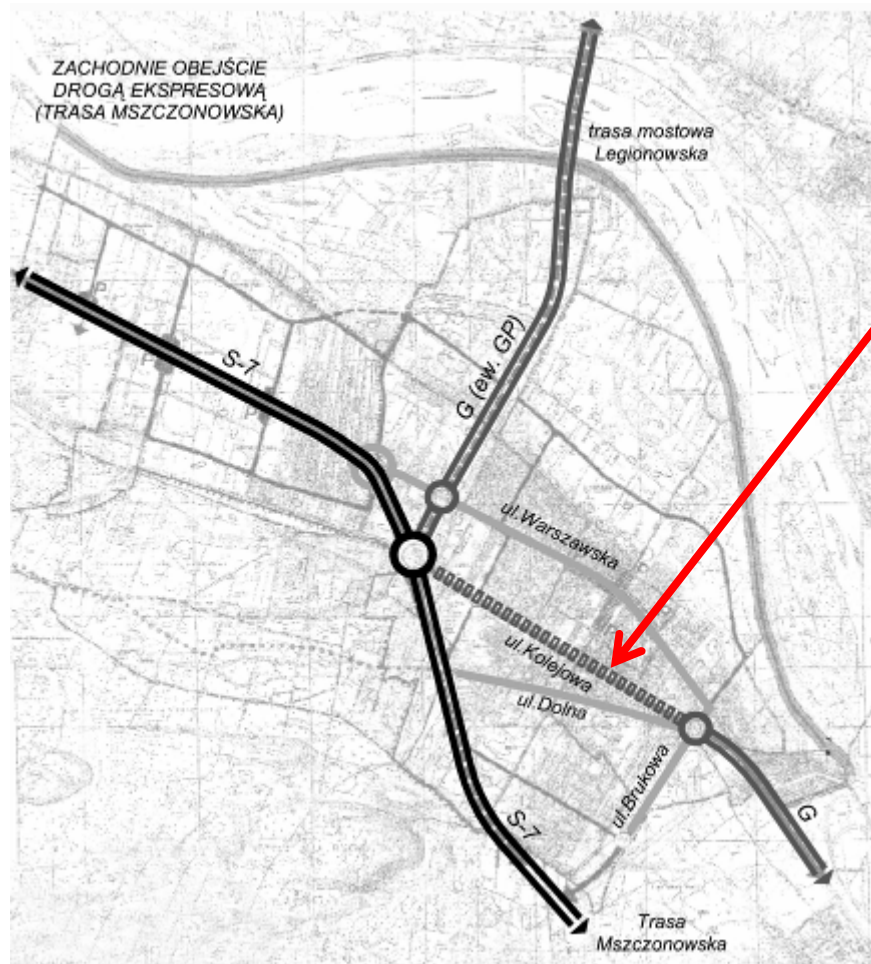 ZACHODNIE OBEJŚCIE
DROGĄ EKSPRESOWĄ
(TRASA MSZCZONOWSKA)
trasa mostowa
Legionowska
S-7
G (ew. GP)
ul.Warszawska
ul.Kolejowa
ul.Dolna
ul.Brukowa
S-7
G
Trasa
Mszczonowska